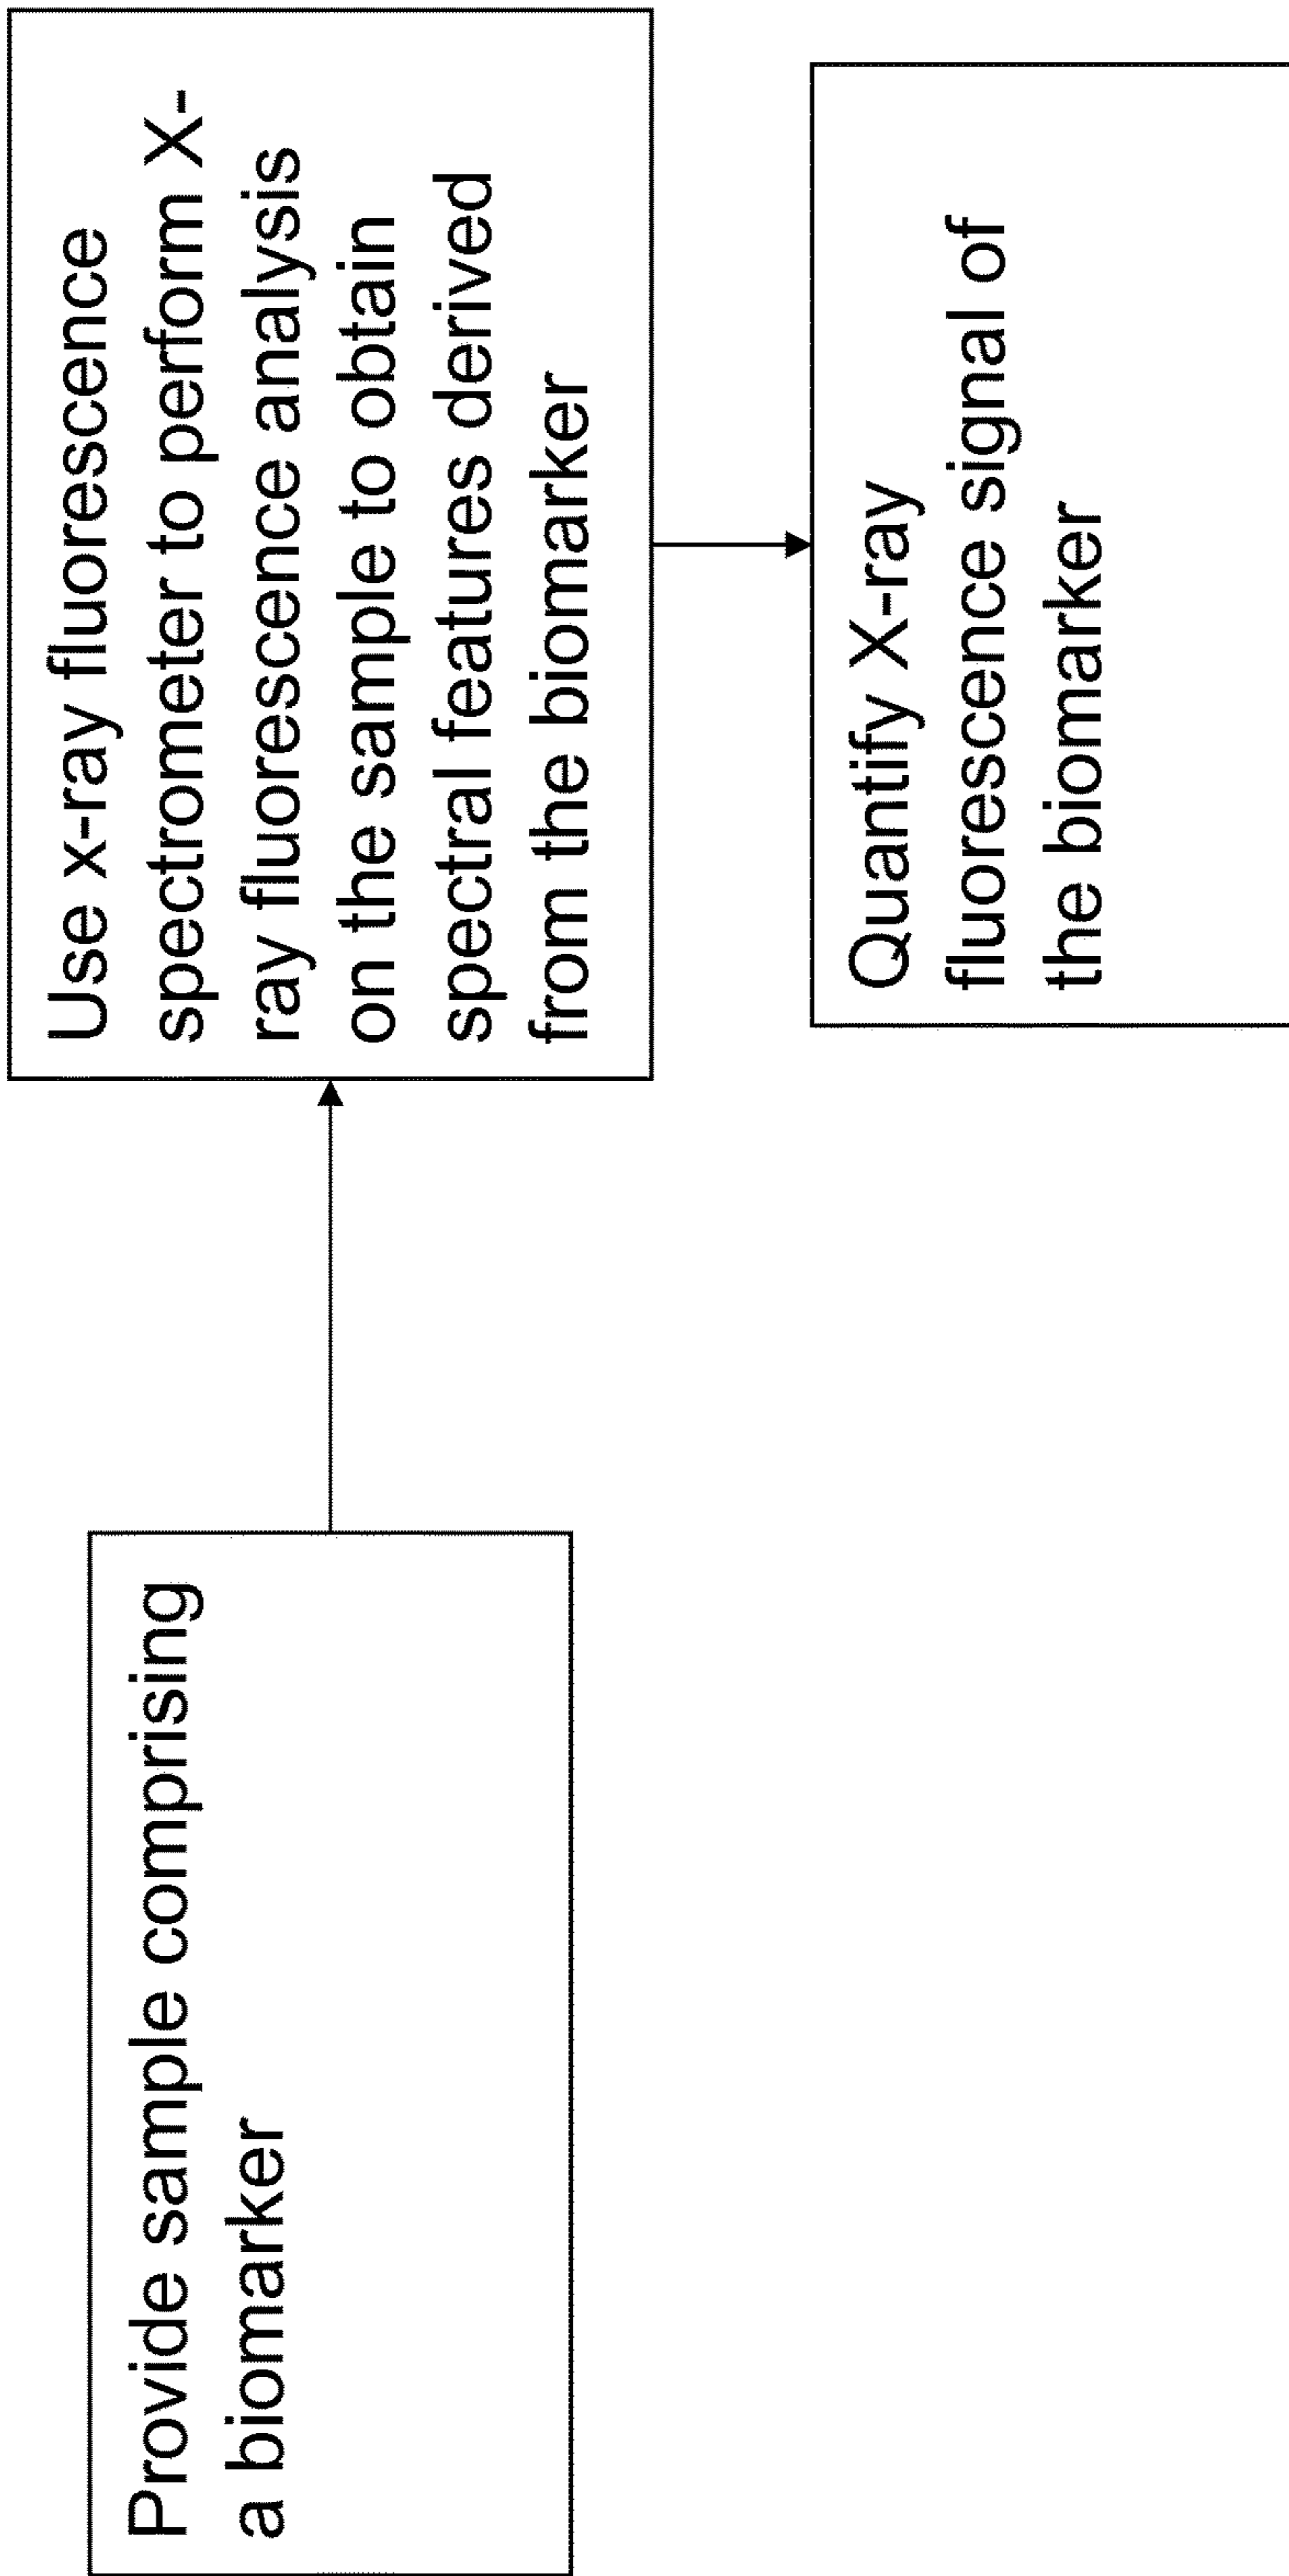 Provide sample comprising
a biomarker
Use x-ray fluorescence
spectrometer to perform X-
ray fluorescence analysis
on the sample to obtain
spectral features derived
from the biomarker
Quantify X-ray
fluorescence signal of
the biomarker